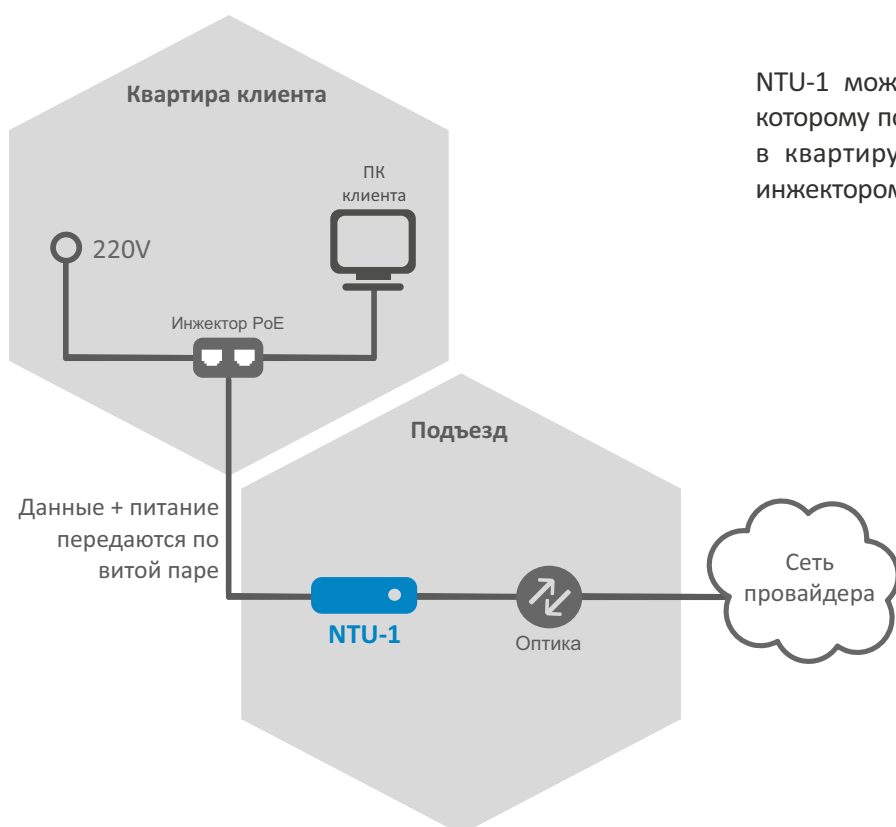 Квартира клиента
ПК
клиента
220V
Инжектор PoE
NTU-1
которому
в квартиру
Подъезд
Данные + питание
передаются по
витой паре
NTU-1
Оптика
Сеть
провайдера